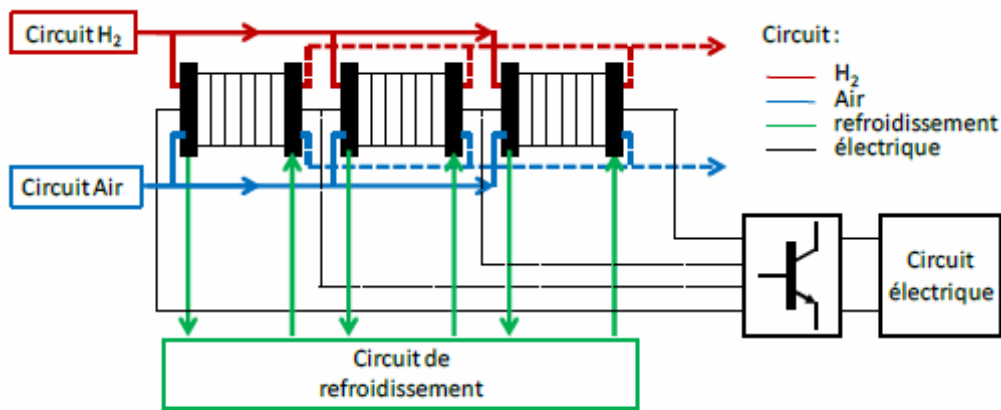 Circuit H₂
Circuit :
H₂
Air
refroidissement
électrique
Circuit Air
Circuit
électrique
Circuit de
refroidissement